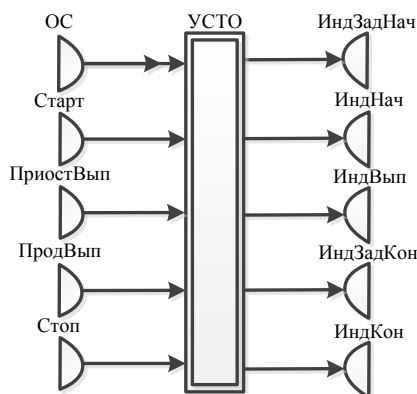 ОС
УСТО
ИндЗадНач
Старт
ИндНач
ПриостВып
ИндВып
ПродВып
ИндЗадКон
Стоп
ИндКон